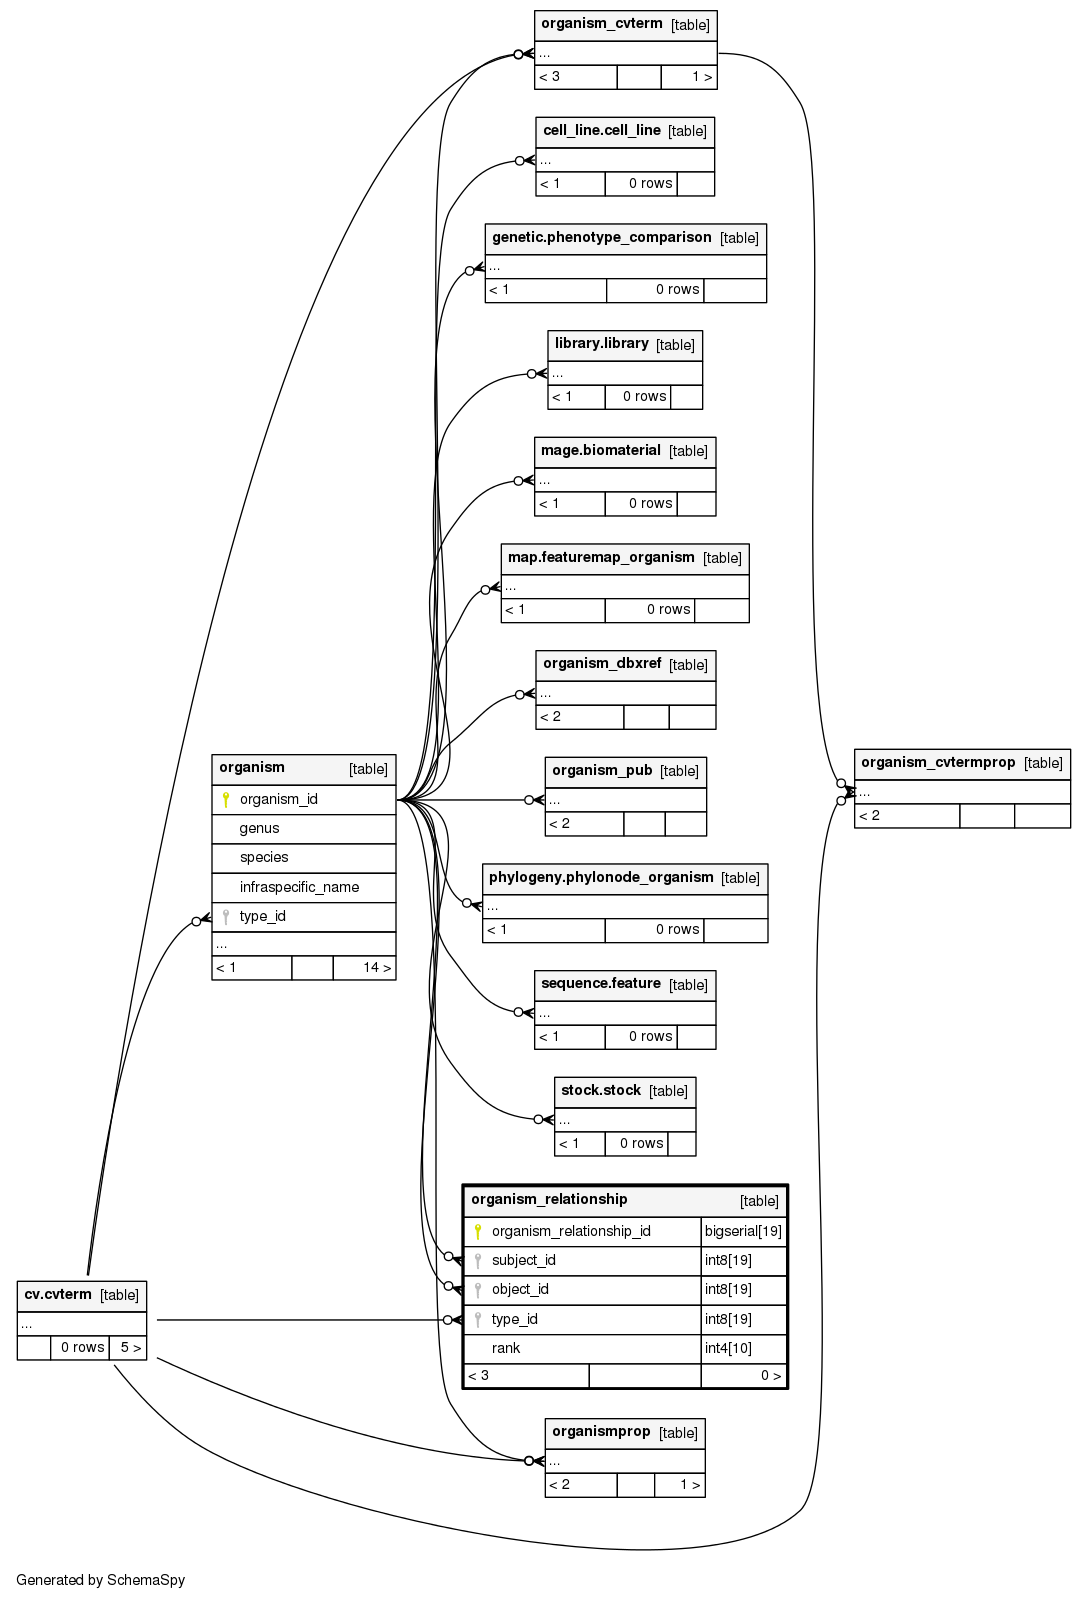 organism_cvterm [table]
...
< 3 1 >
cell_line.cell_line [table]
...
< 1 0 rows
genetic.phenotype_comparison [table]
...
< 1 0 rows
library.library [table]
...
< 1 0 rows
mage.biomaterial [table]
...
< 1 0 rows
map.featuremap_organism [table]
...
< 1 0 rows
organism_dbxref [table]
...
< 2
organism [table]
organism_id
genus
species
infraspecific_name
type_id
...
< 1 14 >
organism_pub [table]
...
< 2
organism_cvtermprop [table]
...
< 2
phylogeny.phylonode_organism [table]
...
< 1 0 rows
sequence.feature [table]
...
< 1 0 rows
stock.stock [table]
...
< 1 0 rows
organism_relationship [table]
organism_relationship_id bigserial[19]
subject_id int8[19]
object_id int8[19]
type_id int8[19]
rank int4[10]
< 3 0 >
cv.cvterm [table]
...
0 rows 5 >
organismprop [table]
...
< 2 1 >
Generated by SchemaSpy